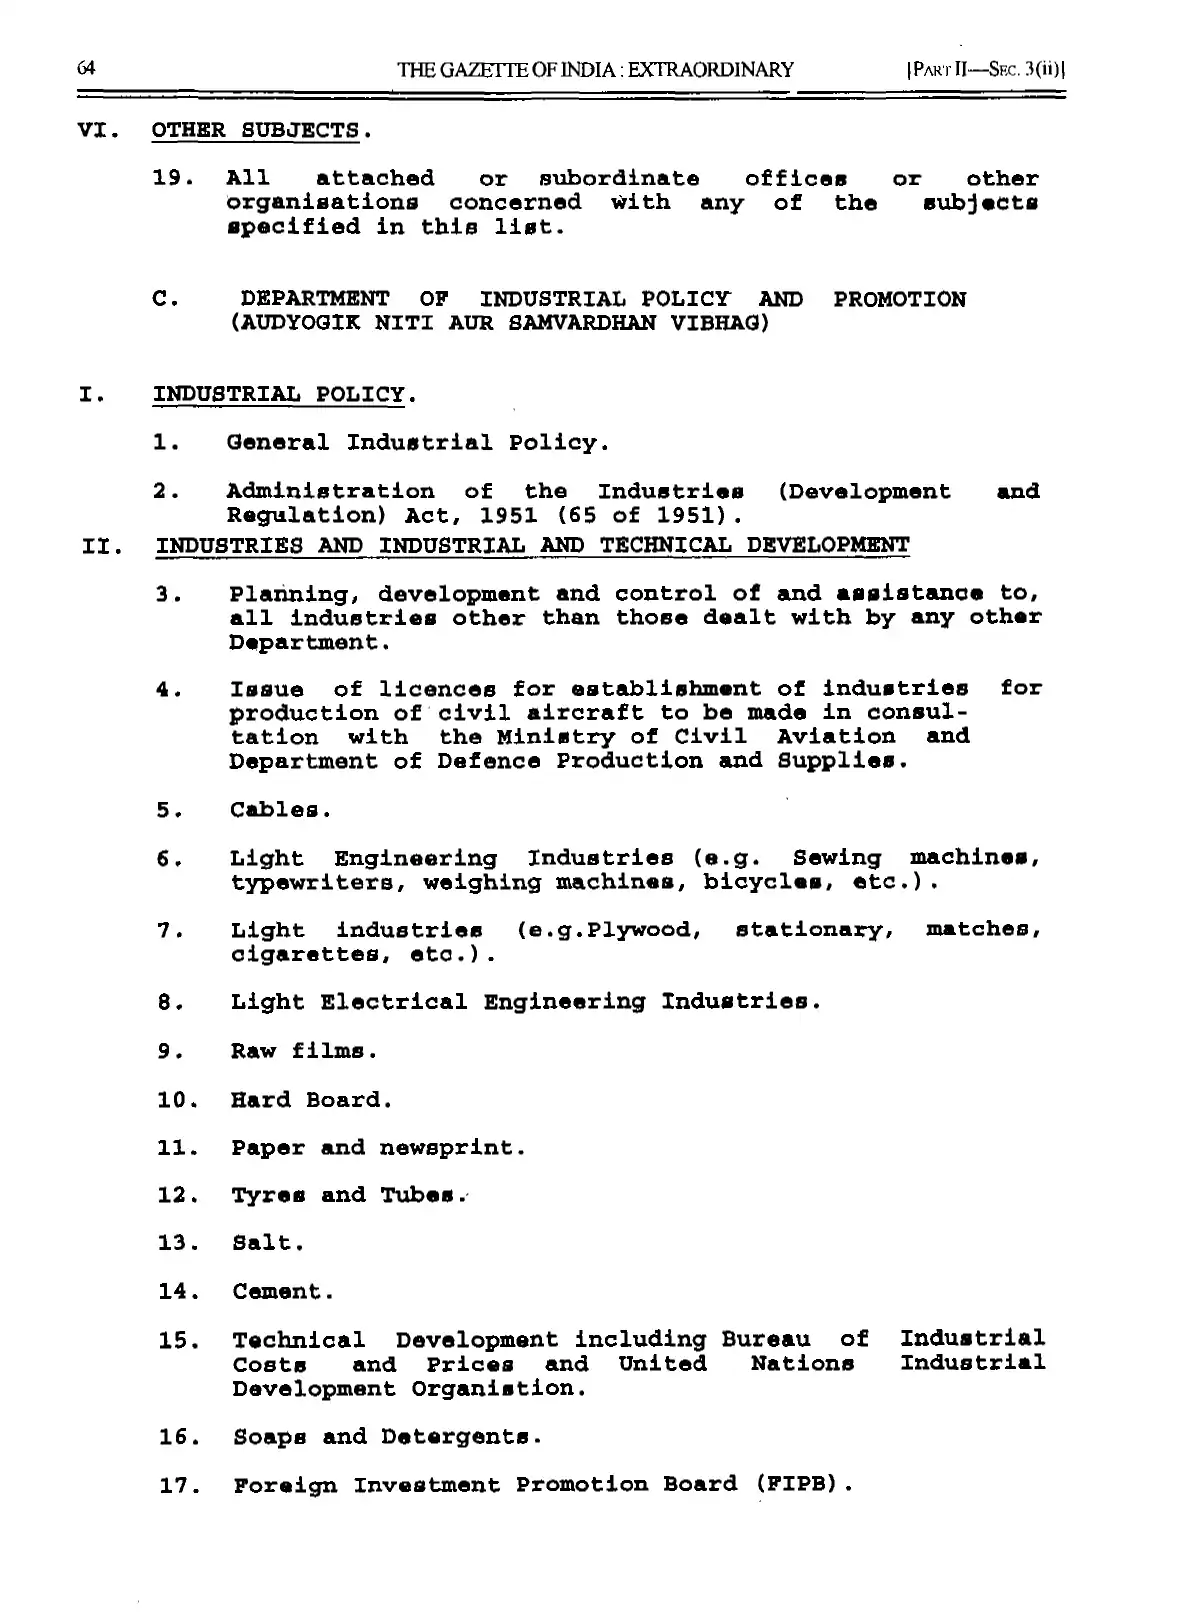 64 THE GAZETTE OF INDIA : EXTRAORDINARY [PART II—SEC. 3(ii)]
VI. OTHER SUBJECTS.
19. All attached or subordinate offices or other
organisations concerned with any of the subjects
specified in this list.
C. DEPARTMENT OF INDUSTRIAL POLICY AND PROMOTION
(AUDYOGIK NITI AUR SAMVARDHAN VIBHAG)
I. INDUSTRIAL POLICY.
1. General Industrial Policy.
2. Administration of the Industries (Development and
Regulation) Act, 1951 (65 of 1951).
II. INDUSTRIES AND INDUSTRIAL AND TECHNICAL DEVELOPMENT
3. Planning, development and control of and assistance to,
all industries other than those dealt with by any other
Department.
4. Issue of licences for establishment of industries for
production of civil aircraft to be made in consul-
tation with the Ministry of Civil Aviation and
Department of Defence Production and Supplies.
5. Cables.
6. Light Engineering Industries (e.g. Sewing machines,
typewriters, weighing machines, bicycles, etc.).
7. Light industries (e.g.Plywood, stationary, matches,
cigarettes, etc.).
8. Light Electrical Engineering Industries.
9. Raw films.
10. Hard Board.
11. Paper and newsprint.
12. Tyres and Tubes.
13. Salt.
14. Cement.
15. Technical Development including Bureau of Industrial
Costs and Prices and United Nations Industrial
Development Organistion.
16. Soaps and Detergents.
17. Foreign Investment Promotion Board (FIPB).